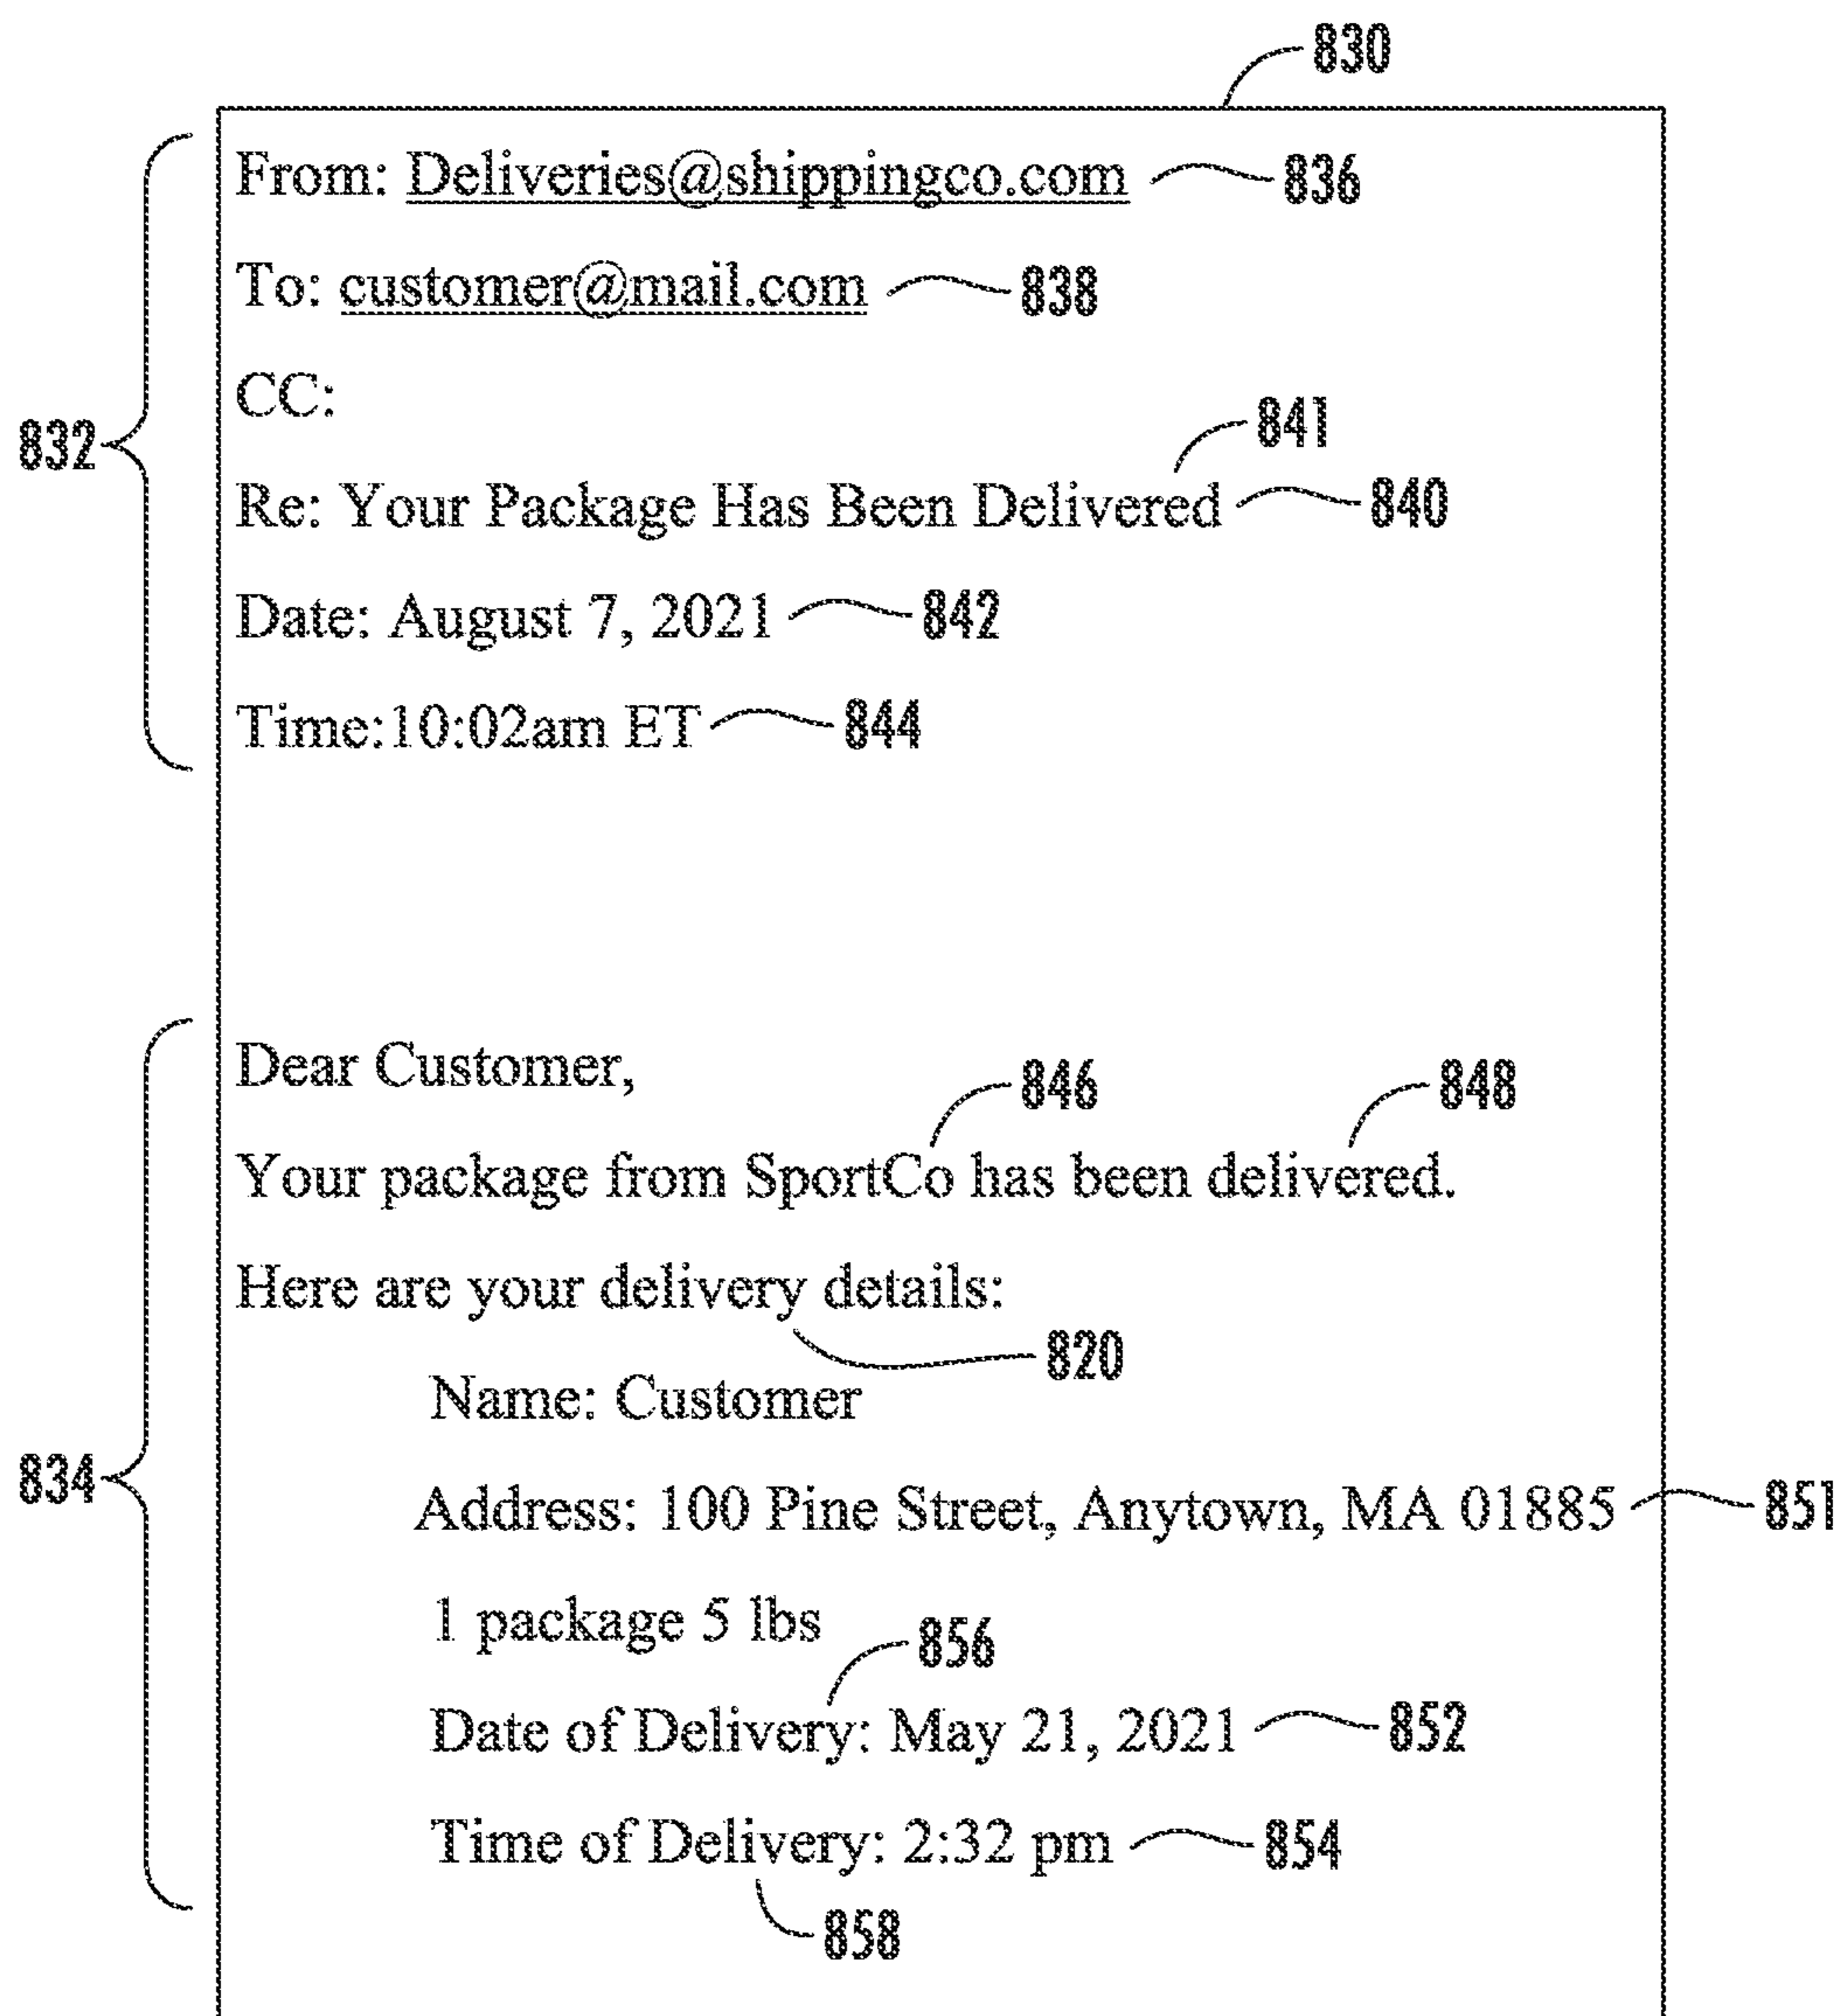 830
From: Deliveries@shippingco.com 836
To: customer@mail.com 838
CC:
841
832
Re: Your Package Has Been Delivered 840
Date: August 7, 2021 842
Time:10:02am ET 844
Dear Customer,
846 848
Your package from SportCo has been delivered.
Here are your delivery details:
820
Name: Customer
834
Address: 100 Pine Street, Anytown, MA 01885 851
1 package 5 lbs
856
Date of Delivery: May 21, 2021 852
Time of Delivery: 2:32 pm 854
858